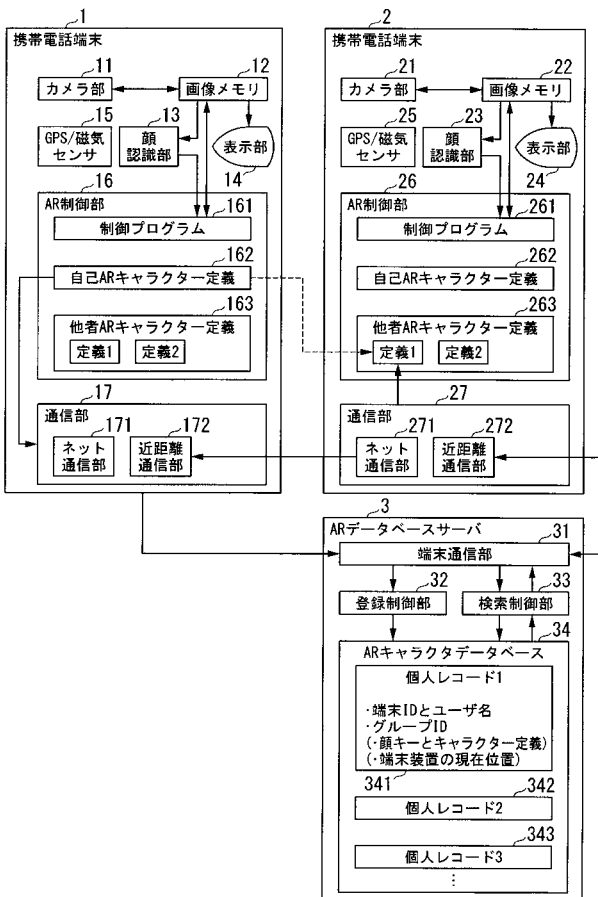 1
携帯電話端末
11
カメラ部
12
画像メモリ
15
GPS/磁気
センサ
13
顔
認識部
表示部
14
16
AR制御部
161
制御プログラム
162
自己ARキャラクター定義
163
他者ARキャラクター定義
定義1
定義2
17
通信部
171
ネット
通信部
172
近距離
通信部
2
携帯電話端末
21
カメラ部
22
画像メモリ
25
GPS/磁気
センサ
23
顔
認識部
表示部
24
26
AR制御部
261
制御プログラム
262
自己ARキャラクター定義
263
他者ARキャラクター定義
定義1
定義2
27
通信部
271
ネット
通信部
272
近距離
通信部
3
ARデータベースサーバ
31
端末通信部
32
登録制御部
33
検索制御部
34
ARキャラクタデータベース
個人レコード1
・端末IDとユーザ名
・グループID
(・顔キーとキャラクター定義)
(・端末装置の現在位置)
341
342
個人レコード2
343
個人レコード3
⋮